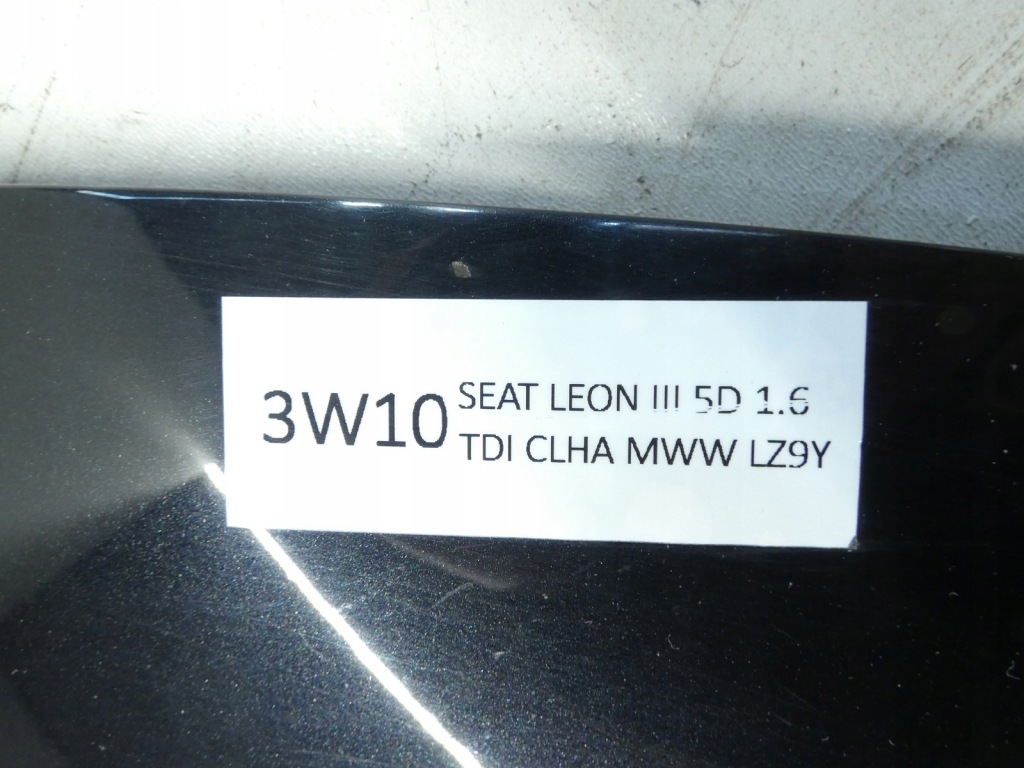 3W10
SEAT LEON III 5D 1.6
TDI CLHA MWW LZ9Y